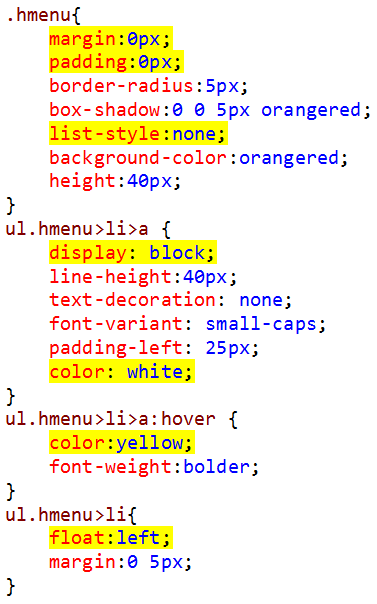 .hmenu{
margin:0px;
padding:0px;
border-radius:5px;
box-shadow:0 0 5px orangered;
list-style:none;
background-color:orangered;
height:40px;
}
ul.hmenu>li>a {
display: block;
line-height:40px;
text-decoration: none;
font-variant: small-caps;
padding-left: 25px;
color: white;
}
ul.hmenu>li>a:hover {
color:yellow;
font-weight:bolder;
}
ul.hmenu>li{
float:left;
margin:0 5px;
}